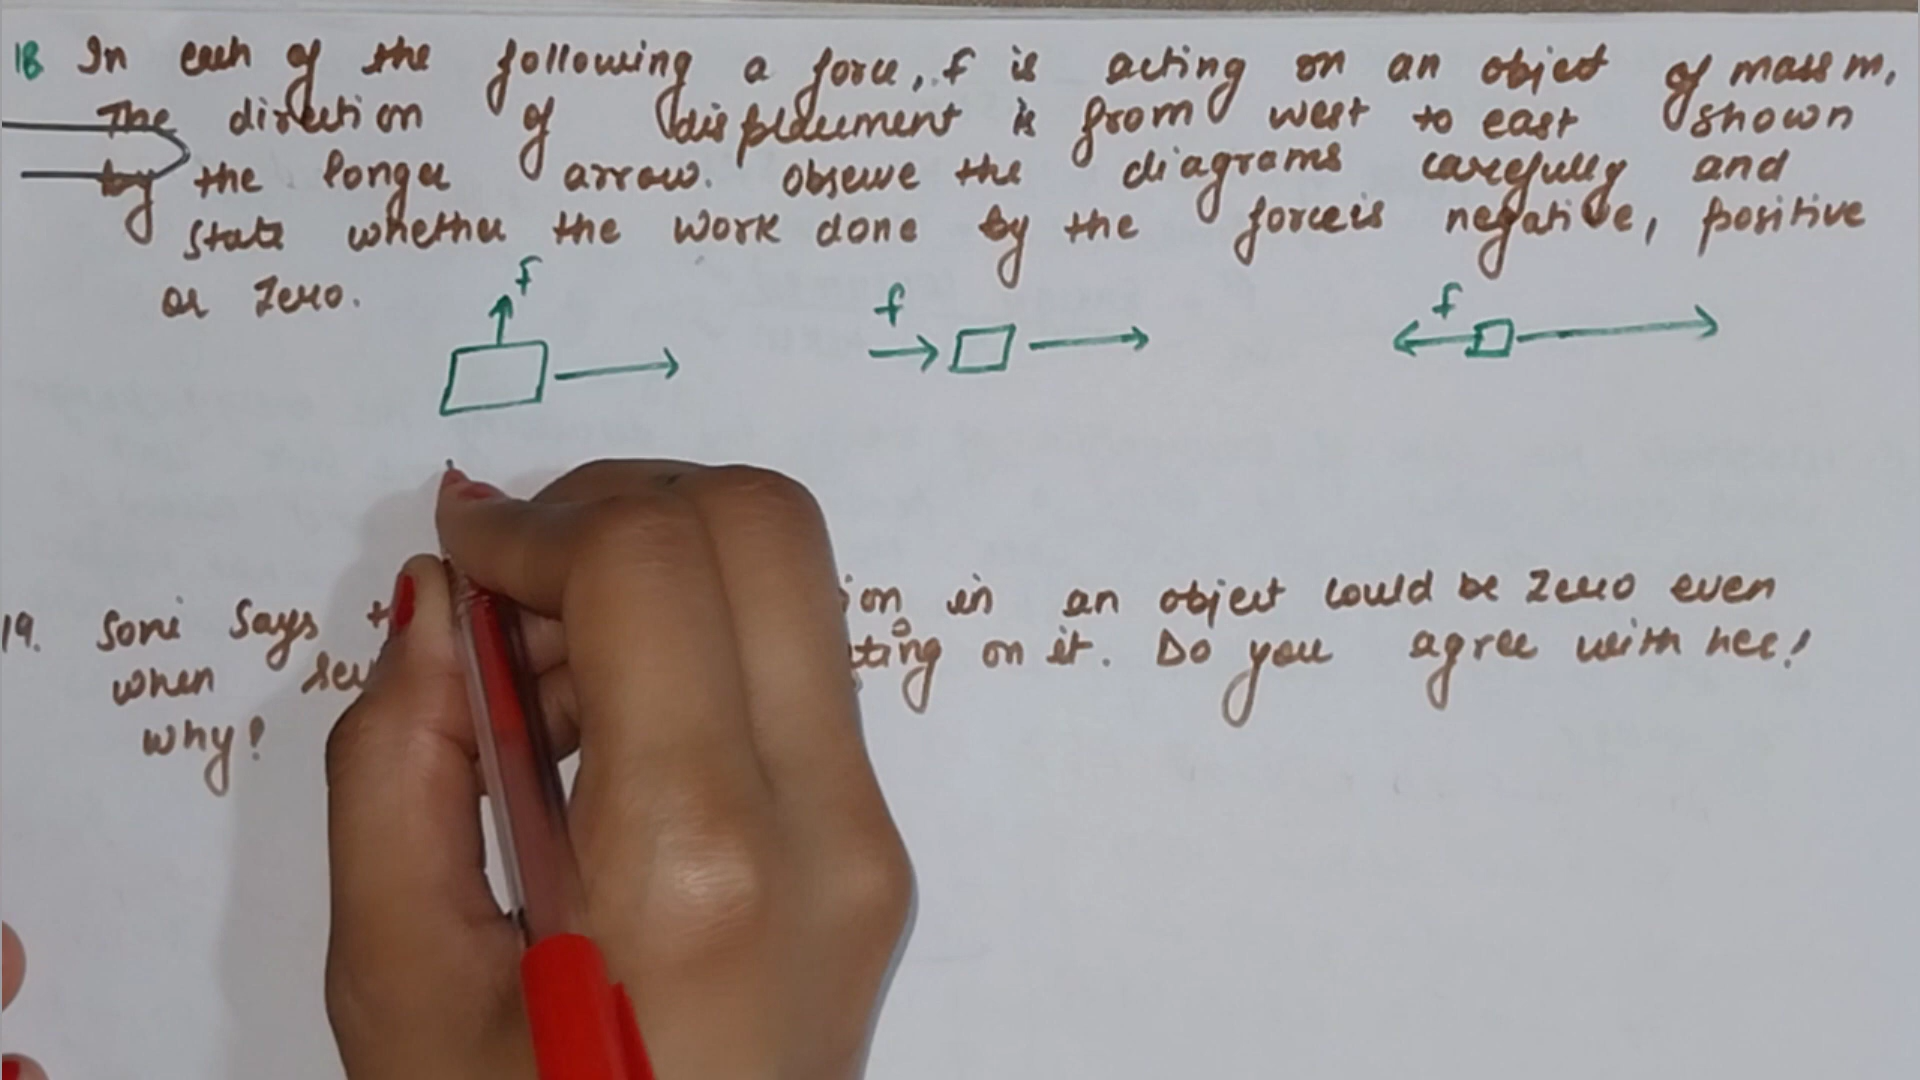 18 In each of the following a force, F is acting on an object of mass m.
The direction of displacement is from west to east shown
by the longer arrow. observe the diagrams carefully and
state whether the work done by the force is negative, positive
or zero.
F
f
f
19. Soni says in an object could be zero even
when on it. Do you agree with her?
why?